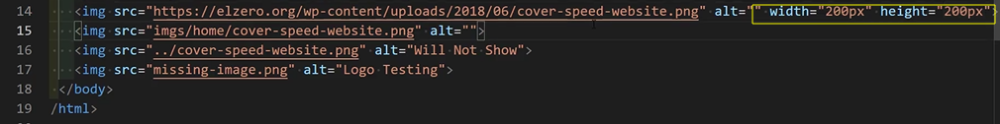 14 <img src="https://elzero.org/wp-content/uploads/2018/06/cover-speed-website.png" alt="" width="200px" height="200px">
15 <img src="imgs/home/cover-speed-website.png" alt="">
16 <img src="../cover-speed-website.png" alt="Will Not Show">
17 <img src="missing-image.png" alt="Logo Testing">
18 </body>
19 /html>